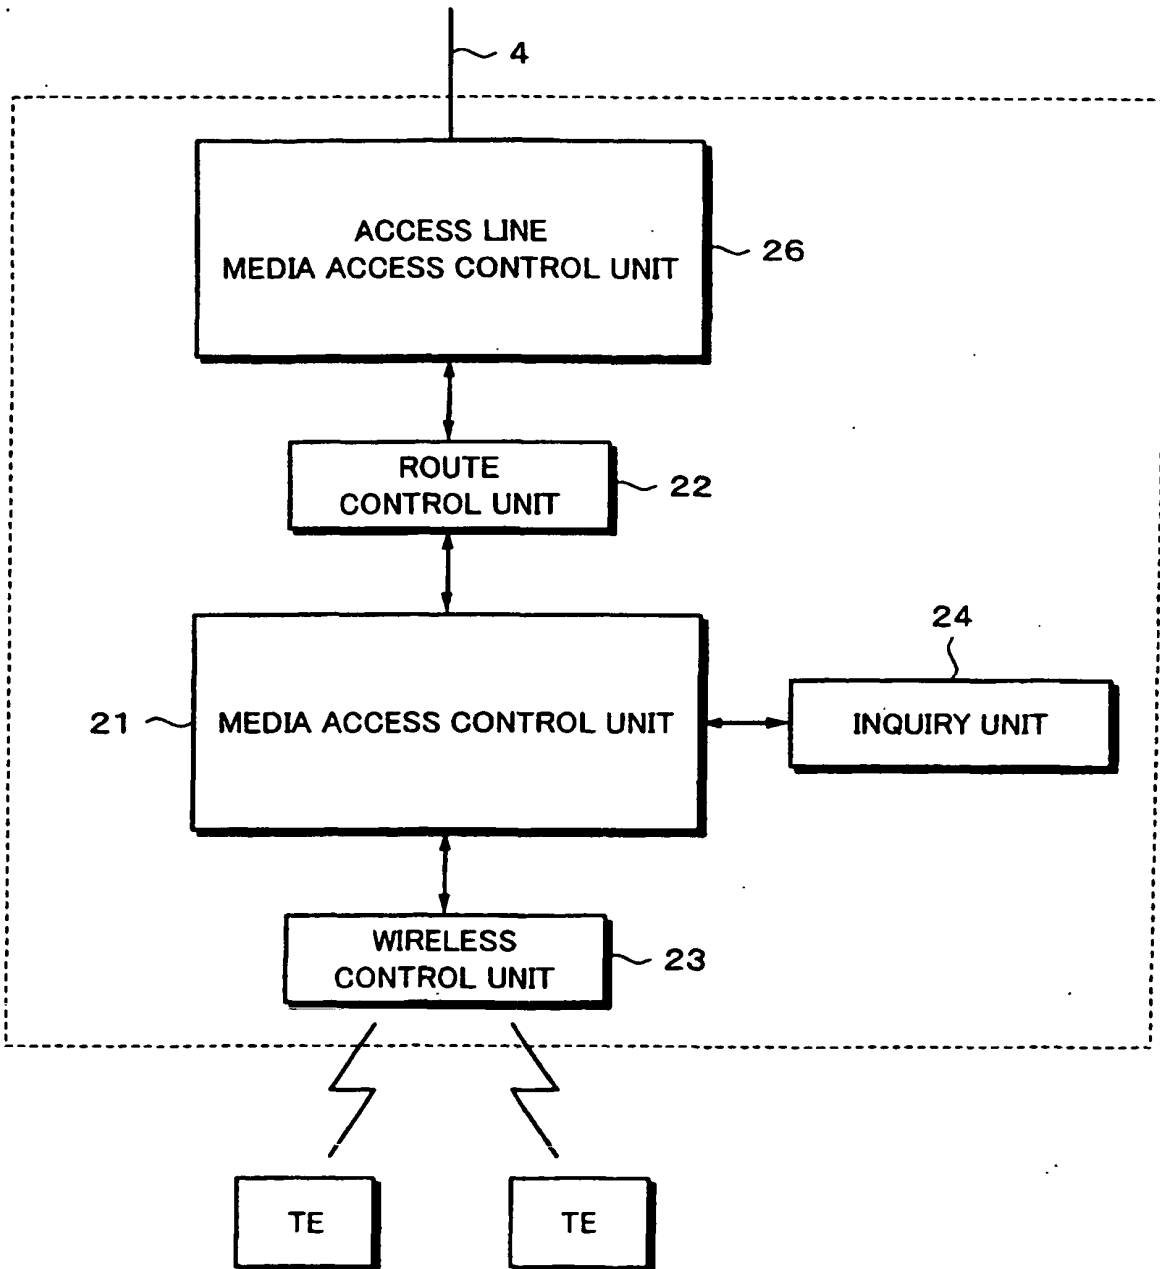 4
ACCESS LINE
MEDIA ACCESS CONTROL UNIT
26
ROUTE
CONTROL UNIT
22
24
21
MEDIA ACCESS CONTROL UNIT
INQUIRY UNIT
WIRELESS
CONTROL UNIT
23
TE
TE